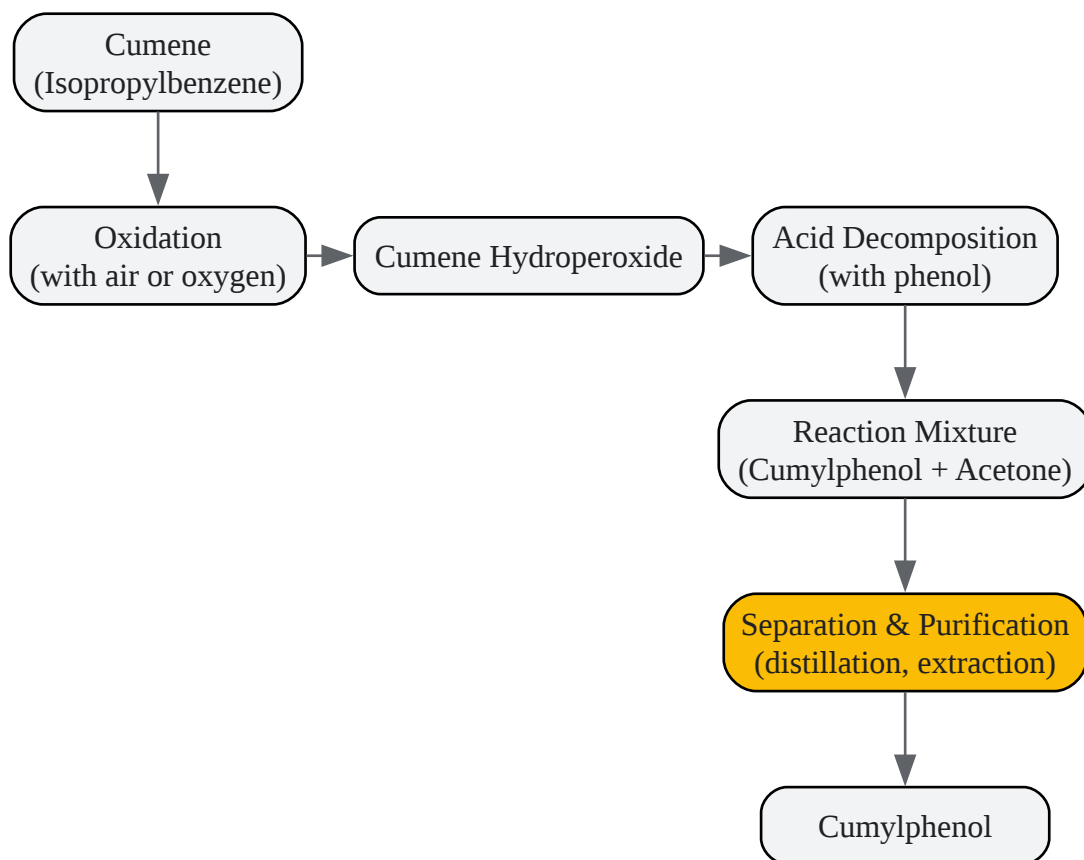 Cumene
(Isopropylbenzene)
Oxidation
(with air or oxygen)
Cumene Hydroperoxide
Acid Decomposition
(with phenol)
Reaction Mixture
(Cumylphenol + Acetone)
Separation & Purification
(distillation, extraction)
Cumylphenol